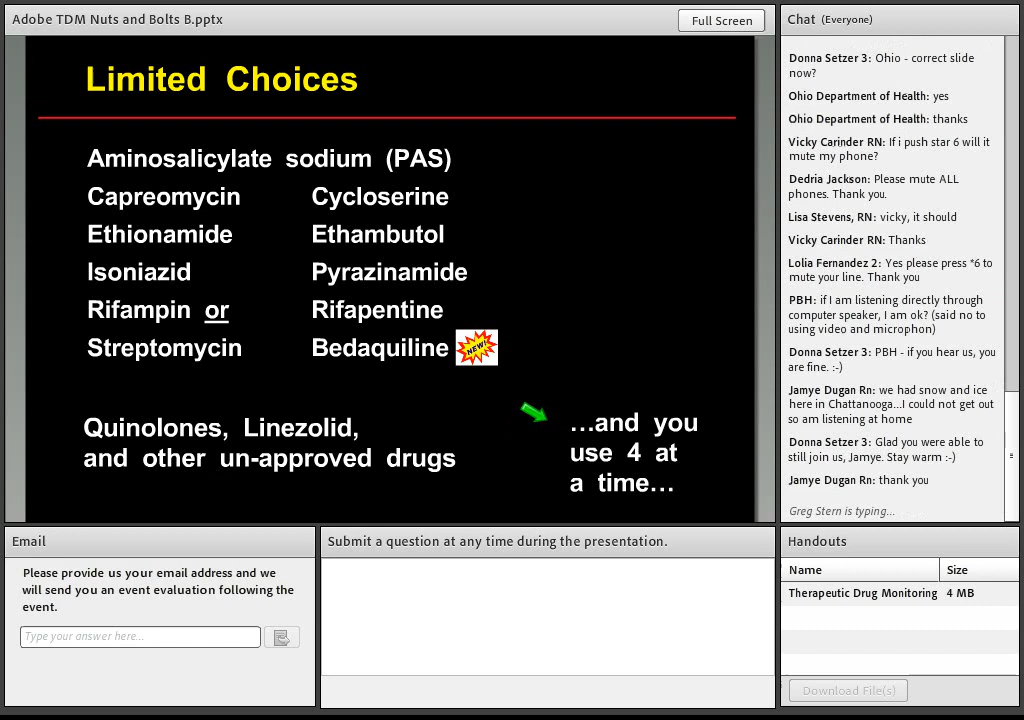 Adobe TDM Nuts and Bolts B.pptx
Full Screen
Limited Choices
Aminosalicylate sodium (PAS)
Capreomycin Cycloserine
Ethionamide Ethambutol
Isoniazid Pyrazinamide
Rifampin or Rifapentine
Streptomycin Bedaquiline NEW!
Quinolones, Linezolid,
and other un-approved drugs
...and you
use 4 at
a time...
Chat (Everyone)
Donna Setzer 3: Ohio - correct slide
now?
Ohio Department of Health: yes
Ohio Department of Health: thanks
Vicky Carinder RN: If i push star 6 will it
mute my phone?
Dedria Jackson: Please mute ALL
phones. Thank you.
Lisa Stevens, RN: vicky, it should
Vicky Carinder RN: Thanks
Lolia Fernandez 2: Yes please press *6 to
mute your line. Thank you
PBH: if I am listening directly through
computer speaker, I am ok? (said no to
using video and microphon)
Donna Setzer 3: PBH - if you hear us, you
are fine. :-)
Jamye Dugan Rn: we had snow and ice
here in Chattanooga...I could not get out
so am listening at home
Donna Setzer 3: Glad you were able to
still join us, Jamye. Stay warm :-)
Jamye Dugan Rn: thank you
Greg Stern is typing...
Email
Please provide us your email address and we
will send you an event evaluation following the
event.
Type your answer here...
Submit a question at any time during the presentation.
Handouts
Name Size
Therapeutic Drug Monitoring 4 MB
Download File(s)